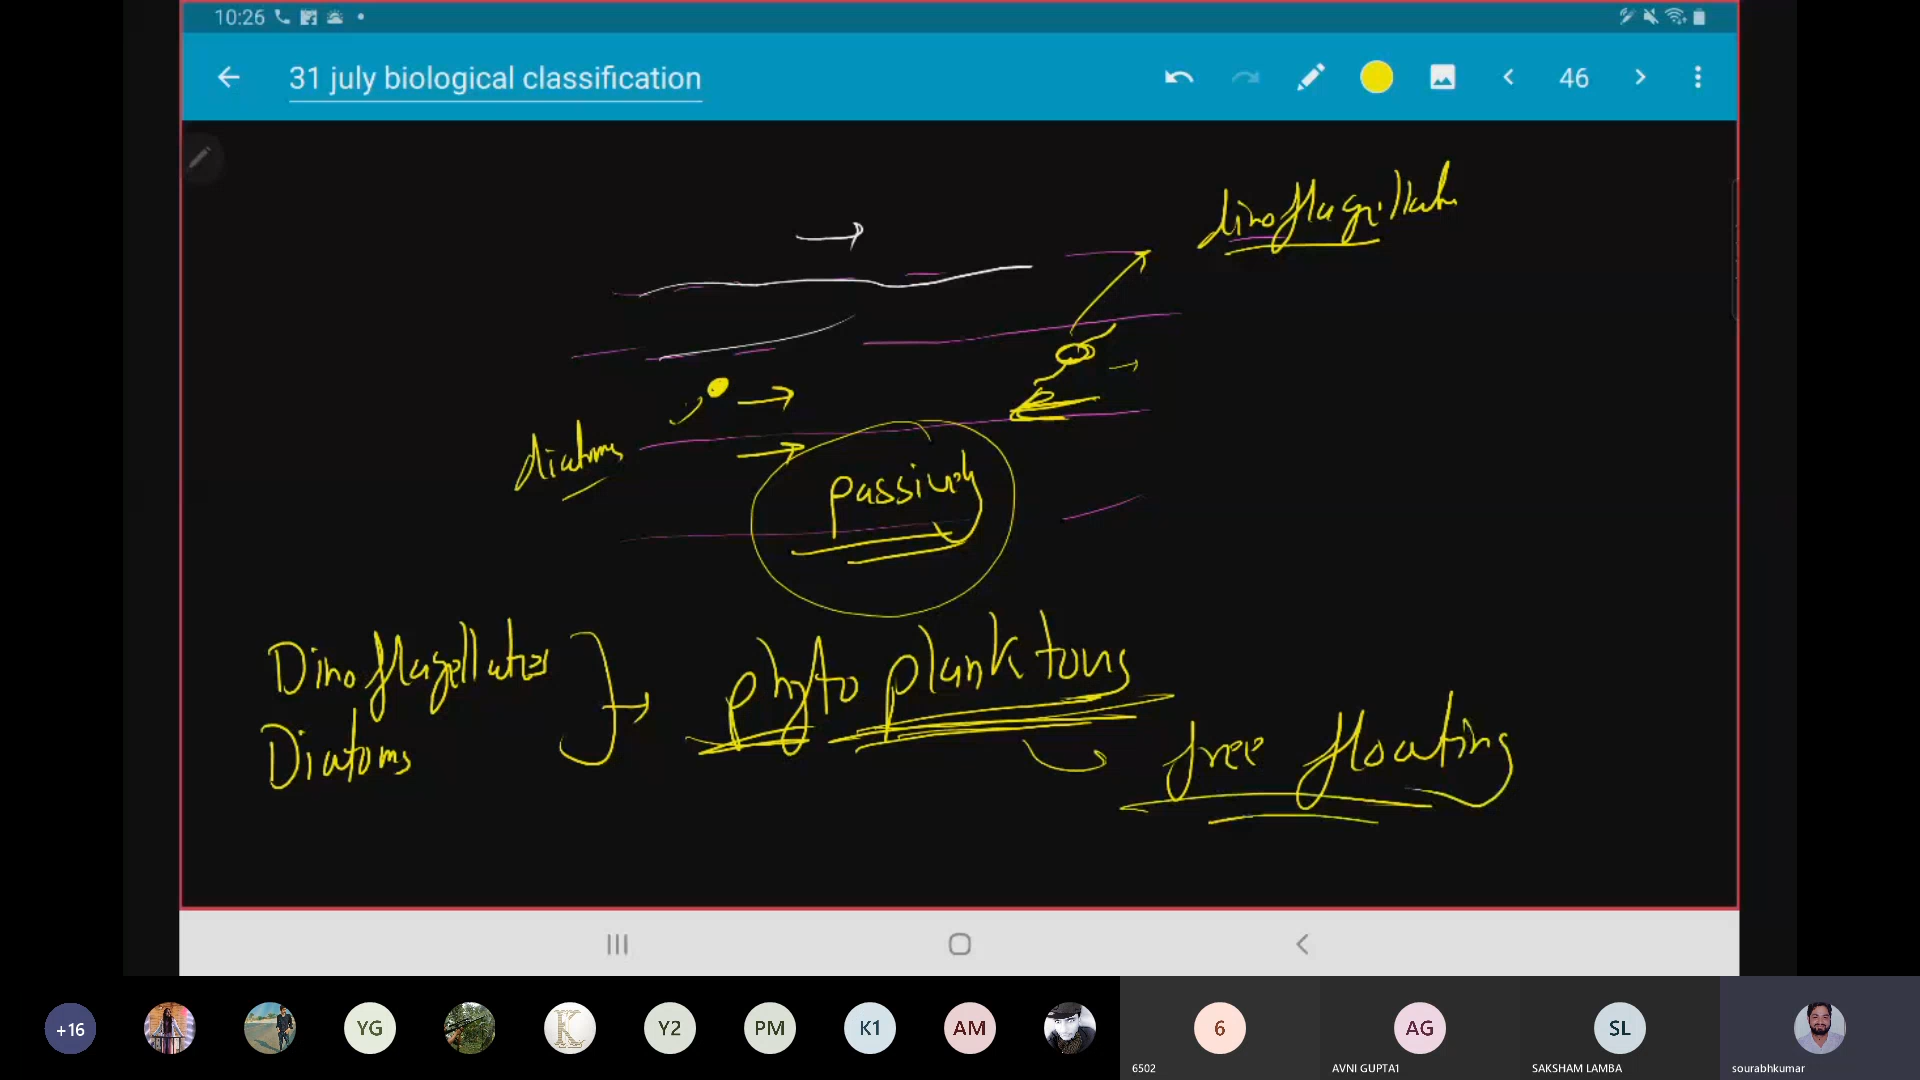 10:26
31 july biological classification
46
dinoflagellate
diatoms
passively
Dinoflagellates
Diatoms
phytoplanktons
free floating
+16
YG
K
Y2
PM
K1
AM
6
6502
AG
AVNI GUPTA1
SL
SAKSHAM LAMBA
sourabhkumar